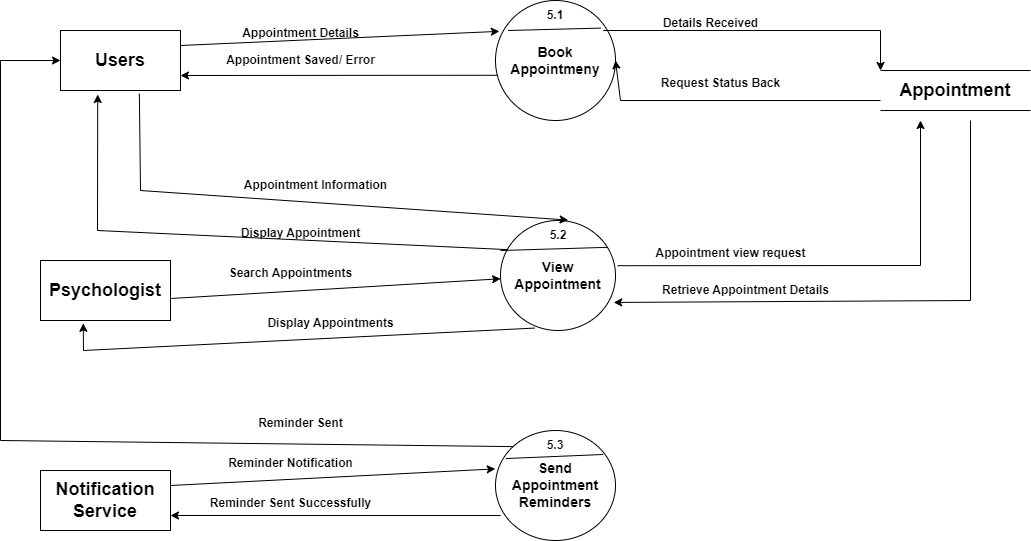 5.1
Appointment Details
Details Received
Users
Book
Appointmeny
Appointment Saved/ Error
Request Status Back
Appointment
Appointment Information
Display Appointment
5.2
Appointment view request
Search Appointments
View
Appointment
Psychologist
Retrieve Appointment Details
Display Appointments
Reminder Sent
5.3
Reminder Notification
Send
Appointment
Reminders
Notification
Service
Reminder Sent Successfully